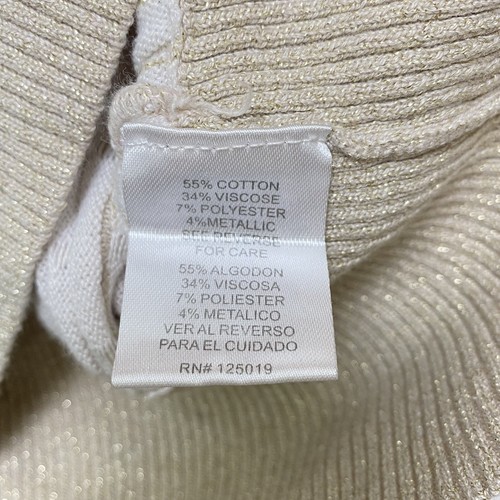 55% COTTON
34% VISCOSE
7% POLYESTER
4%METALLIC
SEE REVERSE
FOR CARE
55% ALGODON
34% VISCOSA
7% POLIESTER
4% METALICO
VER AL REVERSO
PARA EL CUIDADO
RN# 125019